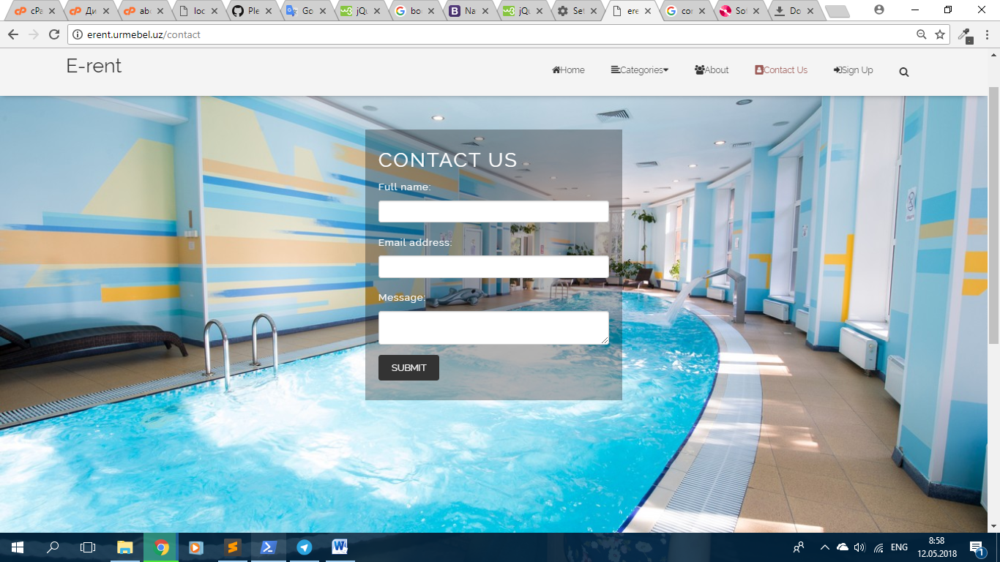 cPa
Ди
abo
loc
Ple
Go
jQu
bo
Na
jQu
Set
ere
cor
Sot
Do
erent.urmebel.uz/contact
E-rent
Home
Categories
About
Contact Us
Sign Up
CONTACT US
Full name:
Email address:
Message:
SUBMIT
ENG
8:58
12.05.2018
1